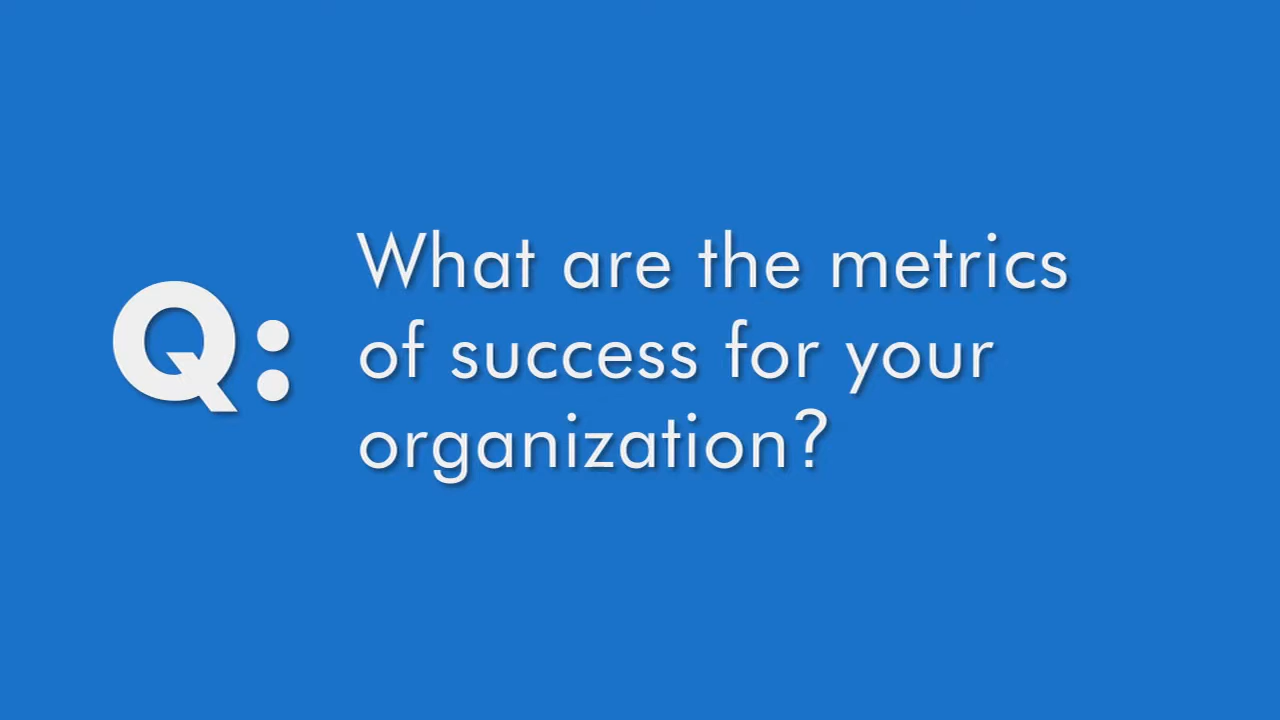 Q:
What are the metrics
of success for your
organization?